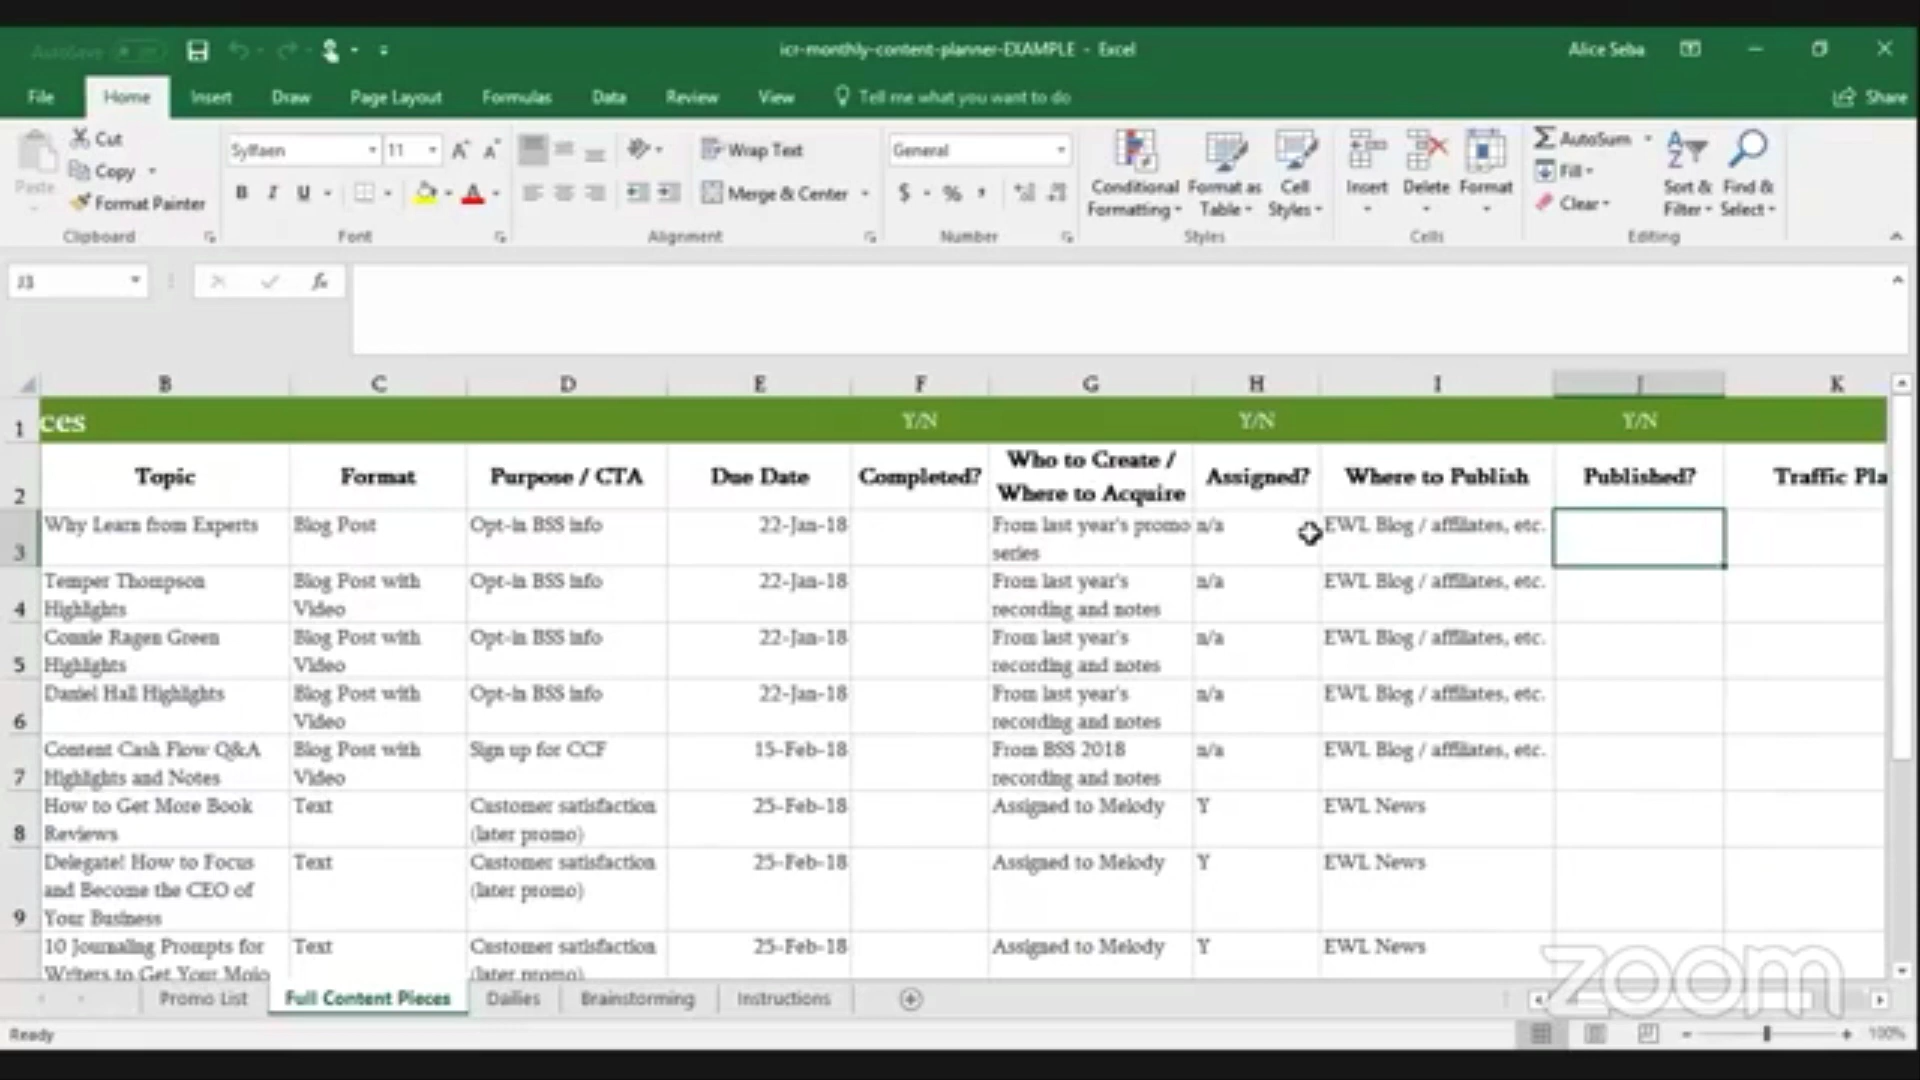 AutoSave
icr-monthly-content-planner-EXAMPLE - Excel
Alice Seba
File Home Insert Draw Page Layout Formulas Data Review View Tell me what you want to do Share
Paste
Cut
Copy
Format Painter
Clipboard
Sylfaen 11
B I U
Font
Wrap Text
Merge & Center
Alignment
General
$ % ,
Number
Conditional Formatting
Format as Table
Cell Styles
Styles
Insert
Delete
Format
Cells
AutoSum
Fill
Clear
Sort & Filter
Find & Select
Editing
J3
fx
B C D E F G H I J K
1 ces Y/N Y/N Y/N
2 Topic Format Purpose / CTA Due Date Completed? Who to Create / Where to Acquire Assigned? Where to Publish Published? Traffic Pla
3 Why Learn from Experts Blog Post Opt-in BSS info 22-Jan-18 From last year's promo series n/a EWL Blog / affiliates, etc.
4 Temper Thompson Highlights Blog Post with Video Opt-in BSS info 22-Jan-18 From last year's recording and notes n/a EWL Blog / affiliates, etc.
5 Connie Ragen Green Highlights Blog Post with Video Opt-in BSS info 22-Jan-18 From last year's recording and notes n/a EWL Blog / affiliates, etc.
6 Daniel Hall Highlights Blog Post with Video Opt-in BSS info 22-Jan-18 From last year's recording and notes n/a EWL Blog / affiliates, etc.
7 Content Cash Flow Q&A Highlights and Notes Blog Post with Video Sign up for CCF 15-Feb-18 From BSS 2018 recording and notes n/a EWL Blog / affiliates, etc.
8 How to Get More Book Reviews Text Customer satisfaction (later promo) 25-Feb-18 Assigned to Melody Y EWL News
9 Delegate! How to Focus and Become the CEO of Your Business Text Customer satisfaction (later promo) 25-Feb-18 Assigned to Melody Y EWL News
10 Journaling Prompts for Writers to Get Your Mojo Text Customer satisfaction (later promo) 25-Feb-18 Assigned to Melody Y EWL News
zoom
Promo List Full Content Pieces Dailies Brainstorming Instructions
Ready
100%